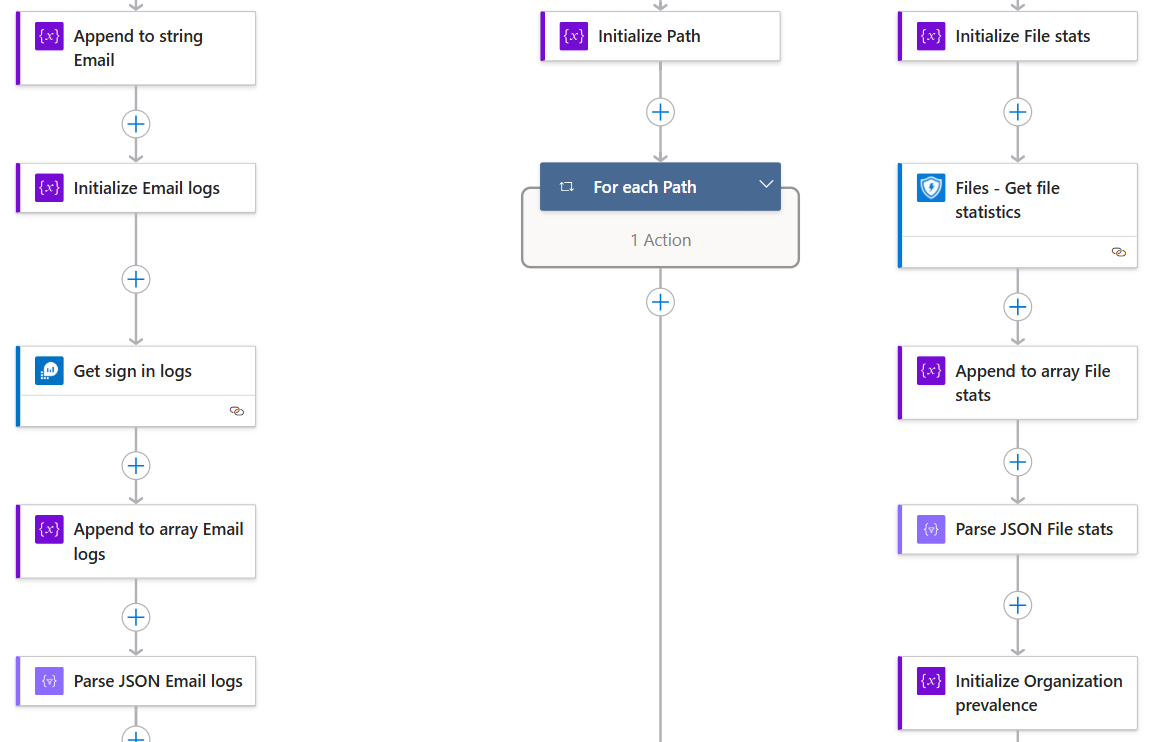 Append to string
Email
Initialize Email logs
Get sign in logs
Append to array Email
logs
Parse JSON Email logs
Initialize Path
For each Path
1 Action
Initialize File stats
Files - Get file
statistics
Append to array File
stats
Parse JSON File stats
Initialize Organization
prevalence